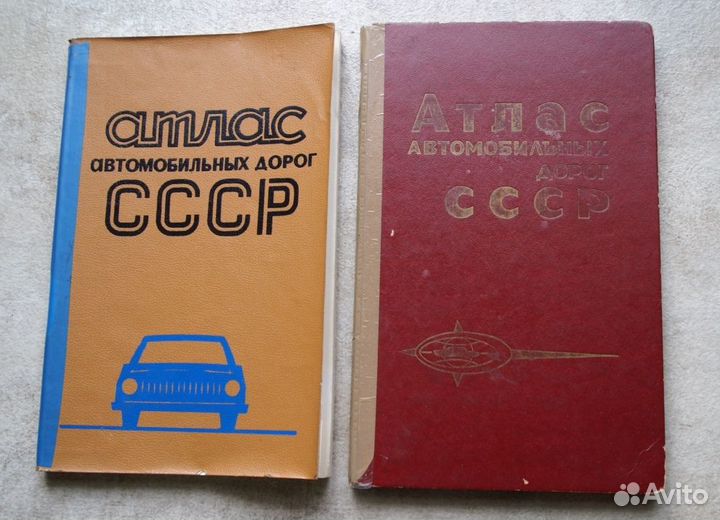 атлас
автомобильных дорог
СССР
Атлас
автомобильных
дорог
СССР
Avito